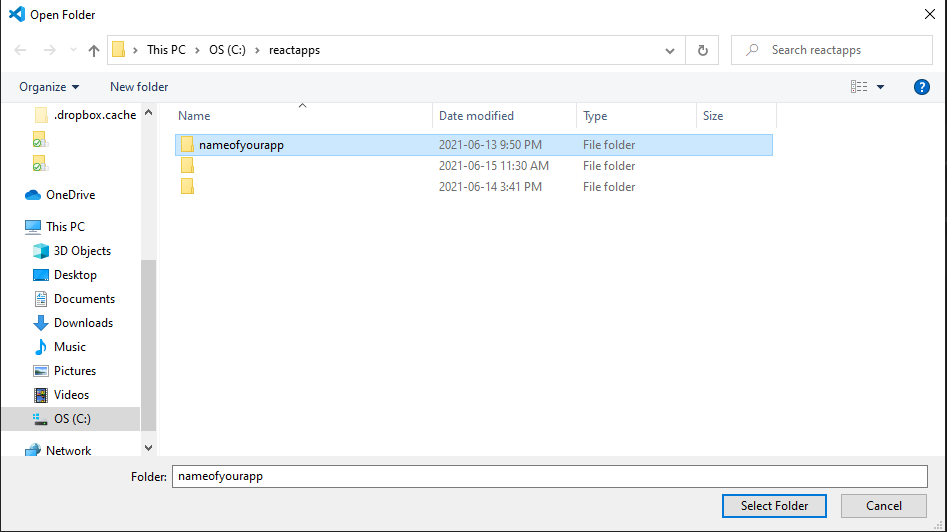 Open Folder
This PC > OS (C:) > reactapps
Search reactapps
Organize
New folder
?
Name Date modified Type Size
nameofyourapp 2021-06-13 9:50 PM File folder
2021-06-15 11:30 AM File folder
2021-06-14 3:41 PM File folder
.dropbox.cache
OneDrive
This PC
3D Objects
Desktop
Documents
Downloads
Music
Pictures
Videos
OS (C:)
Network
Folder: nameofyourapp
Select Folder Cancel